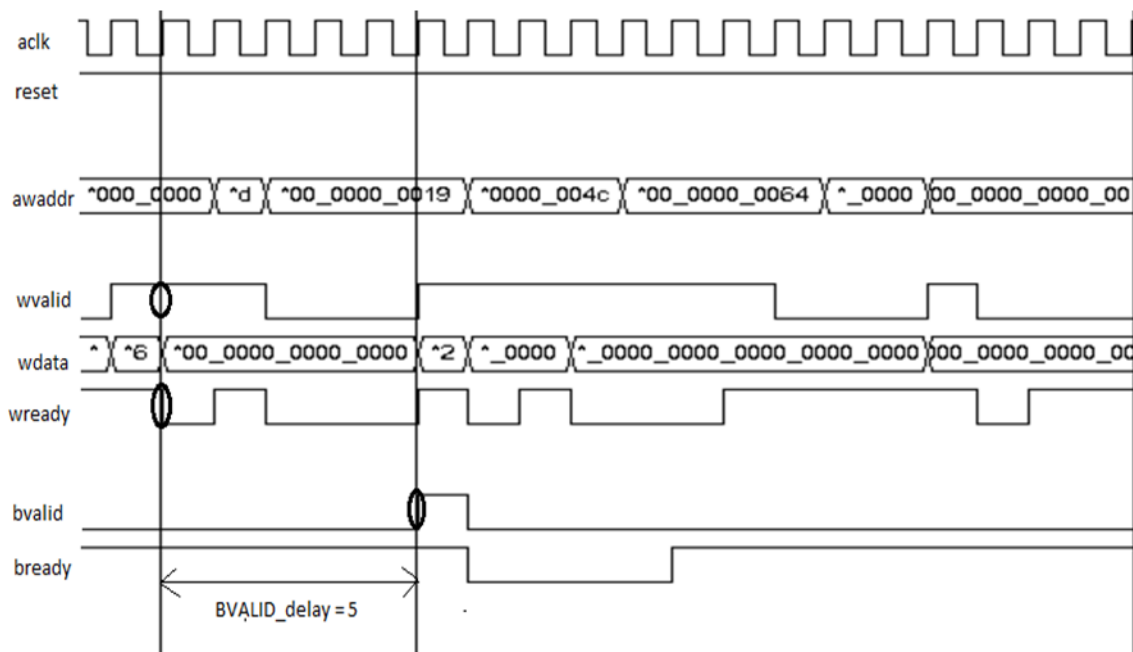 aclk
reset
awaddr ^000_0000 ^d ^00_0000_0019 ^0000_004c ^00_0000_0064 ^_0000 00_0000_0000_00
wvalid
wdata ^ ^6 ^00_0000_0000_0000 ^2 ^_0000 ^_0000_0000_0000_0000_0000 00_0000_0000_00
wready
bvalid
bready
BVALID_delay = 5